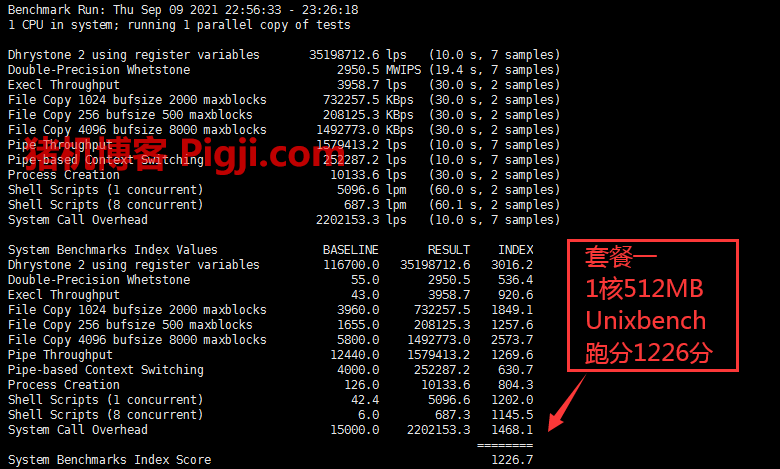 Benchmark Run: Thu Sep 09 2021 22:56:33 - 23:26:18
1 CPU in system; running 1 parallel copy of tests
Dhrystone 2 using register variables 35198712.6 lps (10.0 s, 7 samples)
Double-Precision Whetstone 2950.5 MWIPS (19.4 s, 7 samples)
Execl Throughput 3958.7 lps (30.0 s, 2 samples)
File Copy 1024 bufsize 2000 maxblocks 732257.5 KBps (30.0 s, 2 samples)
File Copy 256 bufsize 500 maxblocks 208125.3 KBps (30.0 s, 2 samples)
File Copy 4096 bufsize 8000 maxblocks 1492773.0 KBps (30.0 s, 2 samples)
Pipe Throughput 1579413.2 lps (10.0 s, 7 samples)
Pipe-based Context Switching 252287.2 lps (10.0 s, 7 samples)
Process Creation 10133.6 lps (30.0 s, 2 samples)
Shell Scripts (1 concurrent) 5096.6 lpm (60.0 s, 2 samples)
Shell Scripts (8 concurrent) 687.3 lpm (60.1 s, 2 samples)
System Call Overhead 2202153.3 lps (10.0 s, 7 samples)
猪机博客 Pigji.com
System Benchmarks Index Values BASELINE RESULT INDEX
Dhrystone 2 using register variables 116700.0 35198712.6 3016.2
Double-Precision Whetstone 55.0 2950.5 536.4
Execl Throughput 43.0 3958.7 920.6
File Copy 1024 bufsize 2000 maxblocks 3960.0 732257.5 1849.1
File Copy 256 bufsize 500 maxblocks 1655.0 208125.3 1257.6
File Copy 4096 bufsize 8000 maxblocks 5800.0 1492773.0 2573.7
Pipe Throughput 12440.0 1579413.2 1269.6
Pipe-based Context Switching 4000.0 252287.2 630.7
Process Creation 126.0 10133.6 804.3
Shell Scripts (1 concurrent) 42.4 5096.6 1202.0
Shell Scripts (8 concurrent) 6.0 687.3 1145.5
System Call Overhead 15000.0 2202153.3 1468.1
========
System Benchmarks Index Score 1226.7
套餐一
1核512MB
Unixbench
跑分1226分